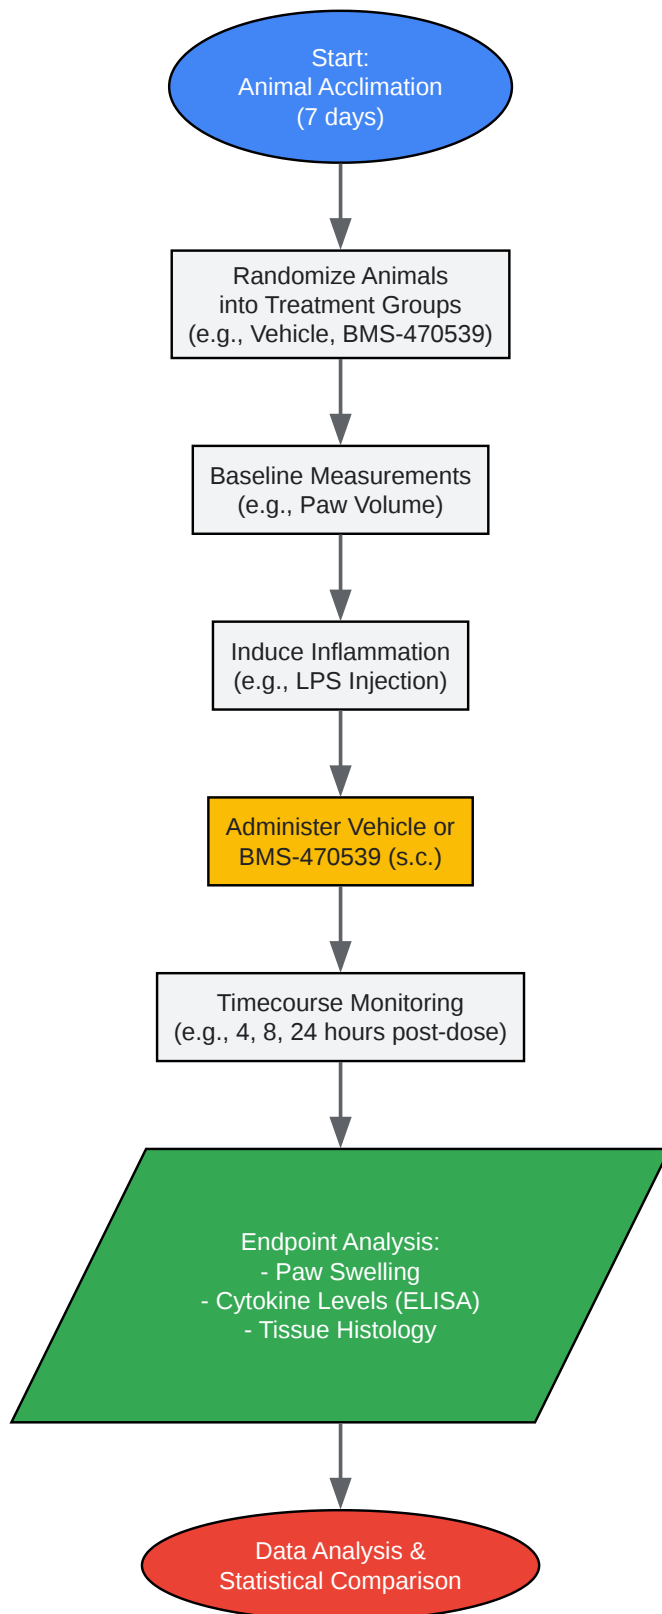 Start:
Animal Acclimation
(7 days)
Randomize Animals
into Treatment Groups
(e.g., Vehicle, BMS-470539)
Baseline Measurements
(e.g., Paw Volume)
Induce Inflammation
(e.g., LPS Injection)
Administer Vehicle or
BMS-470539 (s.c.)
Timecourse Monitoring
(e.g., 4, 8, 24 hours post-dose)
Endpoint Analysis:
- Paw Swelling
- Cytokine Levels (ELISA)
- Tissue Histology
Data Analysis &
Statistical Comparison